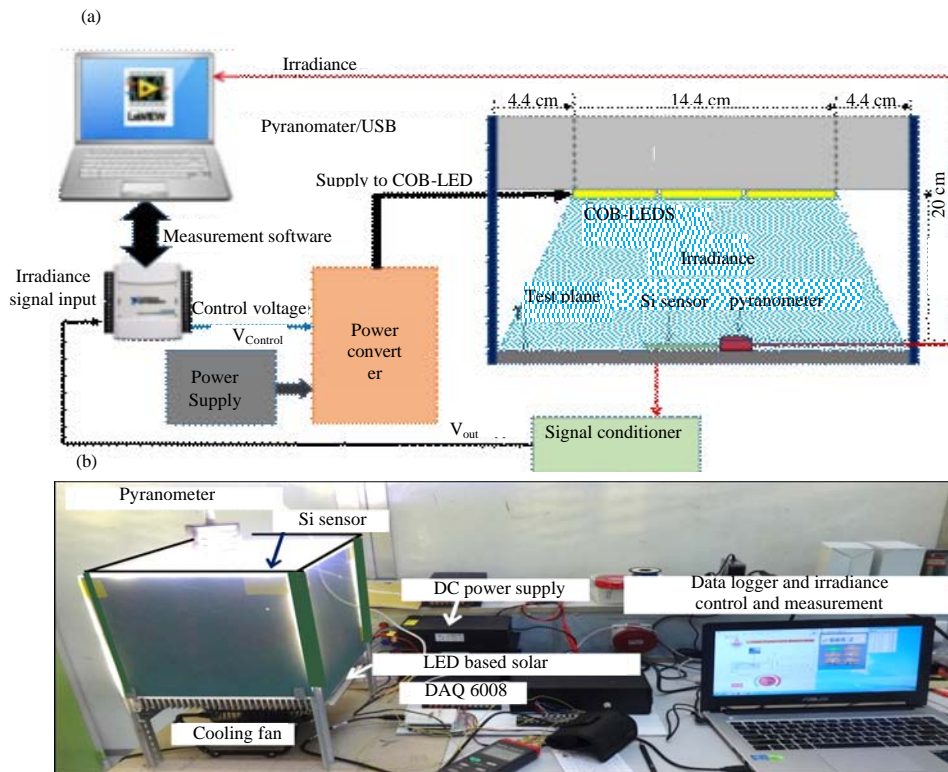 (a)
LabVIEW
Irradiance
4.4 cm
14.4 cm
4.4 cm
Pyranomater/USB
Supply to COB-LED
20 cm
COB-LEDS
Measurement software
Irradiance
Irradiance
signal input
Test plane
Si sensor
pyranometer
Control voltage
VControl
Power
convert
er
Power
Supply
Vout
Signal conditioner
(b)
Pyranometer
Si sensor
DC power supply
Data logger and irradiance
control and measurement
LED based solar
DAQ 6008
Cooling fan
ASUS